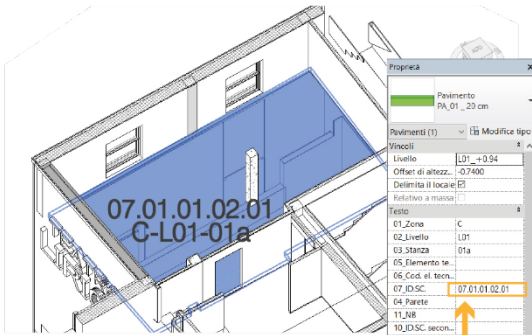 07.01.01.02.01
C-L01-01a
Proprietà
x
Pavimento
PA_01 _ 20 cm
Pavimenti (1)
Modifica tipo
Vincoli
Livello L01_+0.94
Offset di altezz... -0.7400
Delimita il locale
Relativo a massa
Testo
01_Zona C
02_Livello L01
03_Stanza 01a
05_Elemento te...
06_Cod. el. tecn...
07_ID.SC. 07.01.01.02.01
04_Parete
11_NB
10_ID.SC. secon...